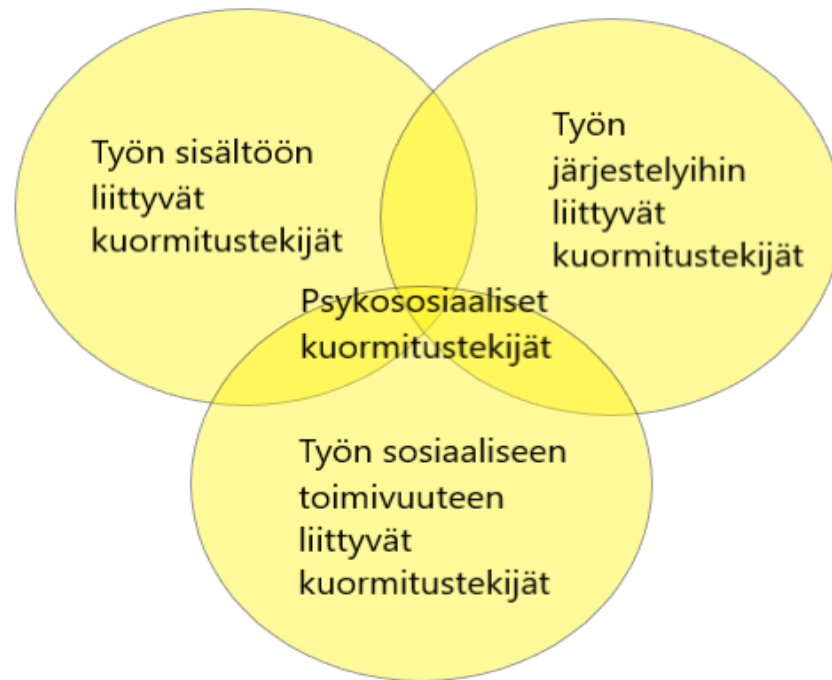 Työn sisältöön
liittyvät
kuormitustekijät
Työn
järjestelyihin
liittyvät
kuormitustekijät
Psykososiaaliset
kuormitustekijät
Työn sosiaaliseen
toimivuuteen
liittyvät
kuormitustekijät